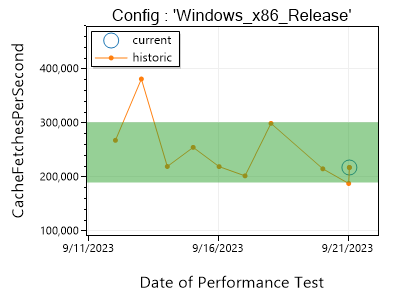 Config : 'Windows_x86_Release'
current
historic
CacheFetchesPerSecond
400,000
300,000
200,000
100,000
9/11/2023
9/16/2023
9/21/2023
Date of Performance Test